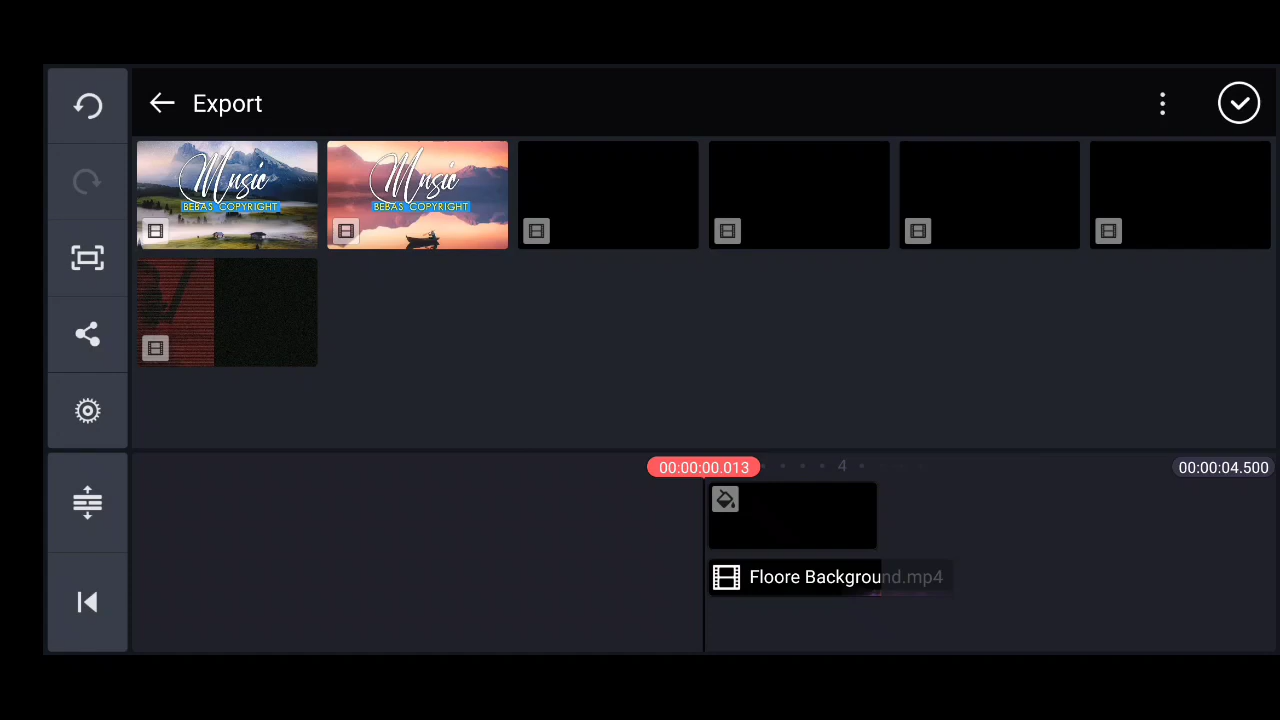 Export
Music
BEBAS COPYRIGHT
Music
BEBAS COPYRIGHT
00:00:00.013
4
00:00:04.500
Floore Background.mp4